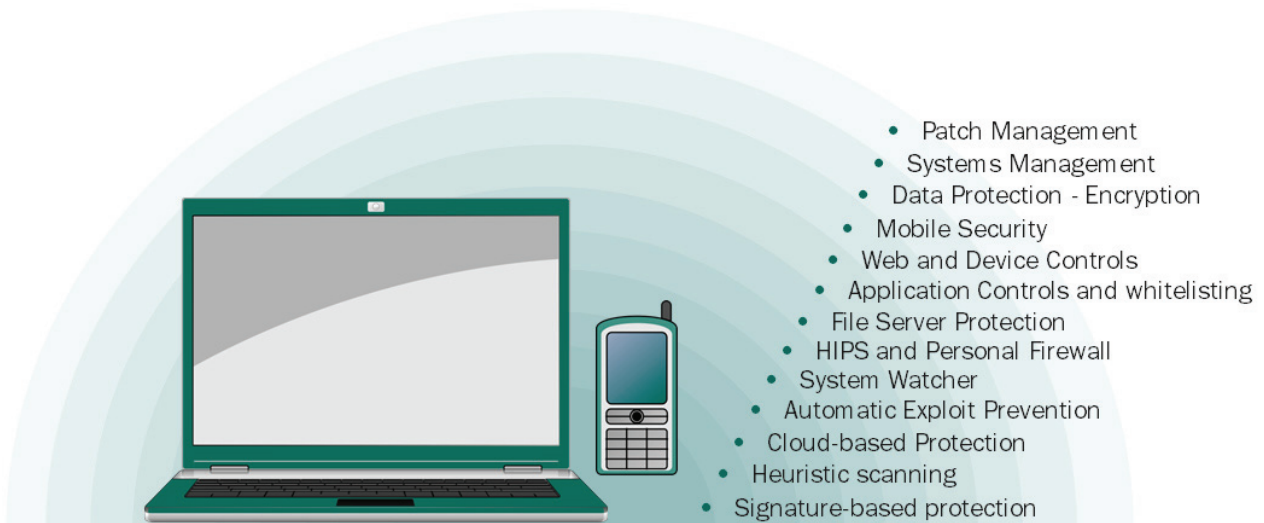 • Patch Management
• Systems Management
• Data Protection - Encryption
• Mobile Security
• Web and Device Controls
• Application Controls and whitelisting
• File Server Protection
• HIPS and Personal Firewall
• System Watcher
• Automatic Exploit Prevention
• Cloud-based Protection
• Heuristic scanning
• Signature-based protection